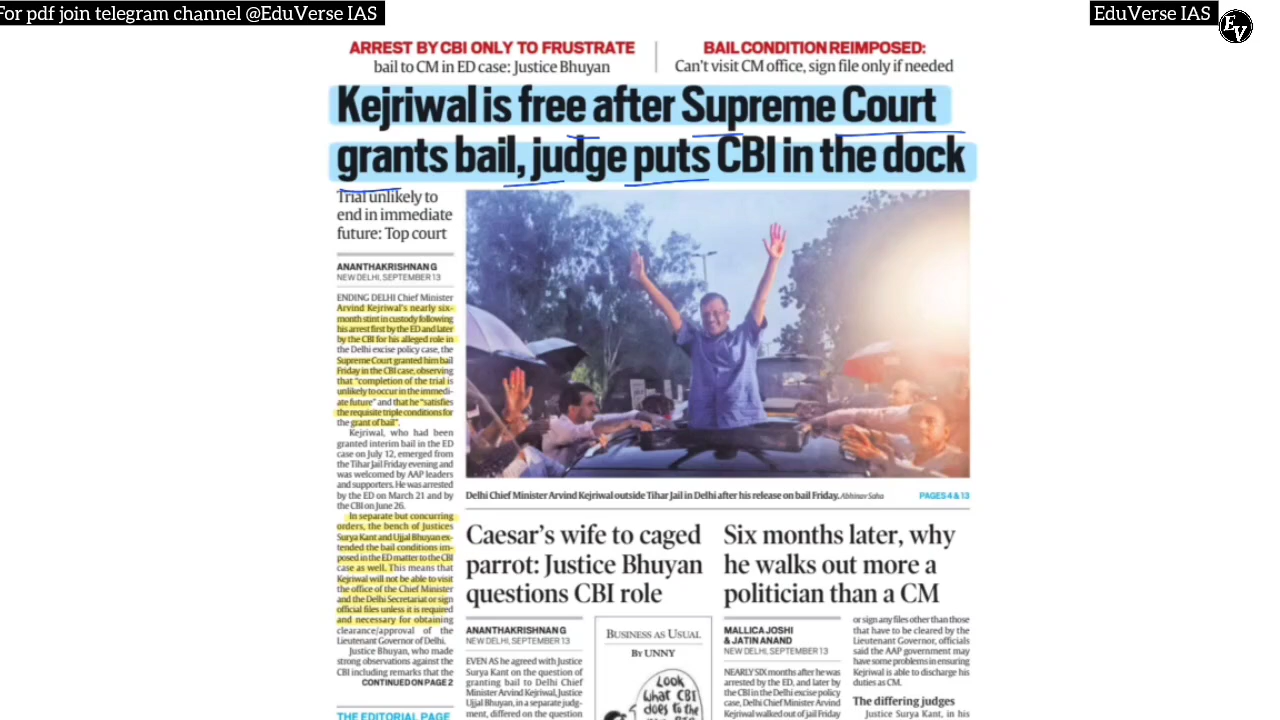 For pdf join telegram channel @EduVerse IAS
EduVerse IAS
EV
ARREST BY CBI ONLY TO FRUSTRATE
bail to CM in ED case: Justice Bhuyan
BAIL CONDITION REIMPOSED:
Can't visit CM office, sign file only if needed
Kejriwal is free after Supreme Court
grants bail, judge puts CBI in the dock
Trial unlikely to
end in immediate
future: Top court
ANANTHAKRISHNAN G
NEW DELHI, SEPTEMBER 13
ENDING DELHI Chief Minister
Arvind Kejriwal's nearly six-
month stint in custody following
his arrest first by the ED and later
by the CBI for his alleged role in
the Delhi excise policy case, the
Supreme Court granted him bail
Friday in the CBI case, observing
that "completion of the trial is
unlikely to occur in the immedi-
ate future" and that he "satisfies
the requisite triple conditions for
the grant of bail".
Kejriwal, who had been
granted interim bail in the ED
case on July 12, emerged from
the Tihar Jail Friday evening and
was welcomed by AAP leaders
and supporters. He was arrested
by the ED on March 21 and by
the CBI on June 26.
In separate but concurring
orders, the bench of Justices
Surya Kant and Ujjal Bhuyan ex-
tended the bail conditions im-
posed in the ED matter to the CBI
case as well. This means that
Kejriwal will not be able to visit
the office of the Chief Minister
and the Delhi Secretariat or sign
official files unless it is required
and necessary for obtaining
clearance/approval of the
Lieutenant Governor of Delhi.
Justice Bhuyan, who made
strong observations against the
CBI including remarks that the
CONTINUED ON PAGE 2
THE EDITORIAL PAGE
Delhi Chief Minister Arvind Kejriwal outside Tihar Jail in Delhi after his release on bail Friday. Abhinav Saha
PAGES 4 & 13
Caesar's wife to caged
parrot: Justice Bhuyan
questions CBI role
ANANTHAKRISHNAN G
NEW DELHI, SEPTEMBER 13
EVEN AS he agreed with Justice
Surya Kant on the question of
granting bail to Delhi Chief
Minister Arvind Kejriwal, Justice
Ujjal Bhuyan, in a separate judg-
ment, differed on the question
BUSINESS AS USUAL
BY UNNY
LOOK
WHAT CBI
DOES TO THE
Six months later, why
he walks out more a
politician than a CM
MALLICA JOSHI
& JATIN ANAND
NEW DELHI, SEPTEMBER 13
NEARLY SIX months after he was
arrested by the ED, and later by
the CBI in the Delhi excise policy
case, Delhi Chief Minister Arvind
Kejriwal walked out of jail Friday
or sign any files other than those
that have to be cleared by the
Lieutenant Governor, officials
said the AAP government may
have some problems in ensuring
Kejriwal is able to discharge his
duties as CM.
The differing judges
Justice Surya Kant, in his